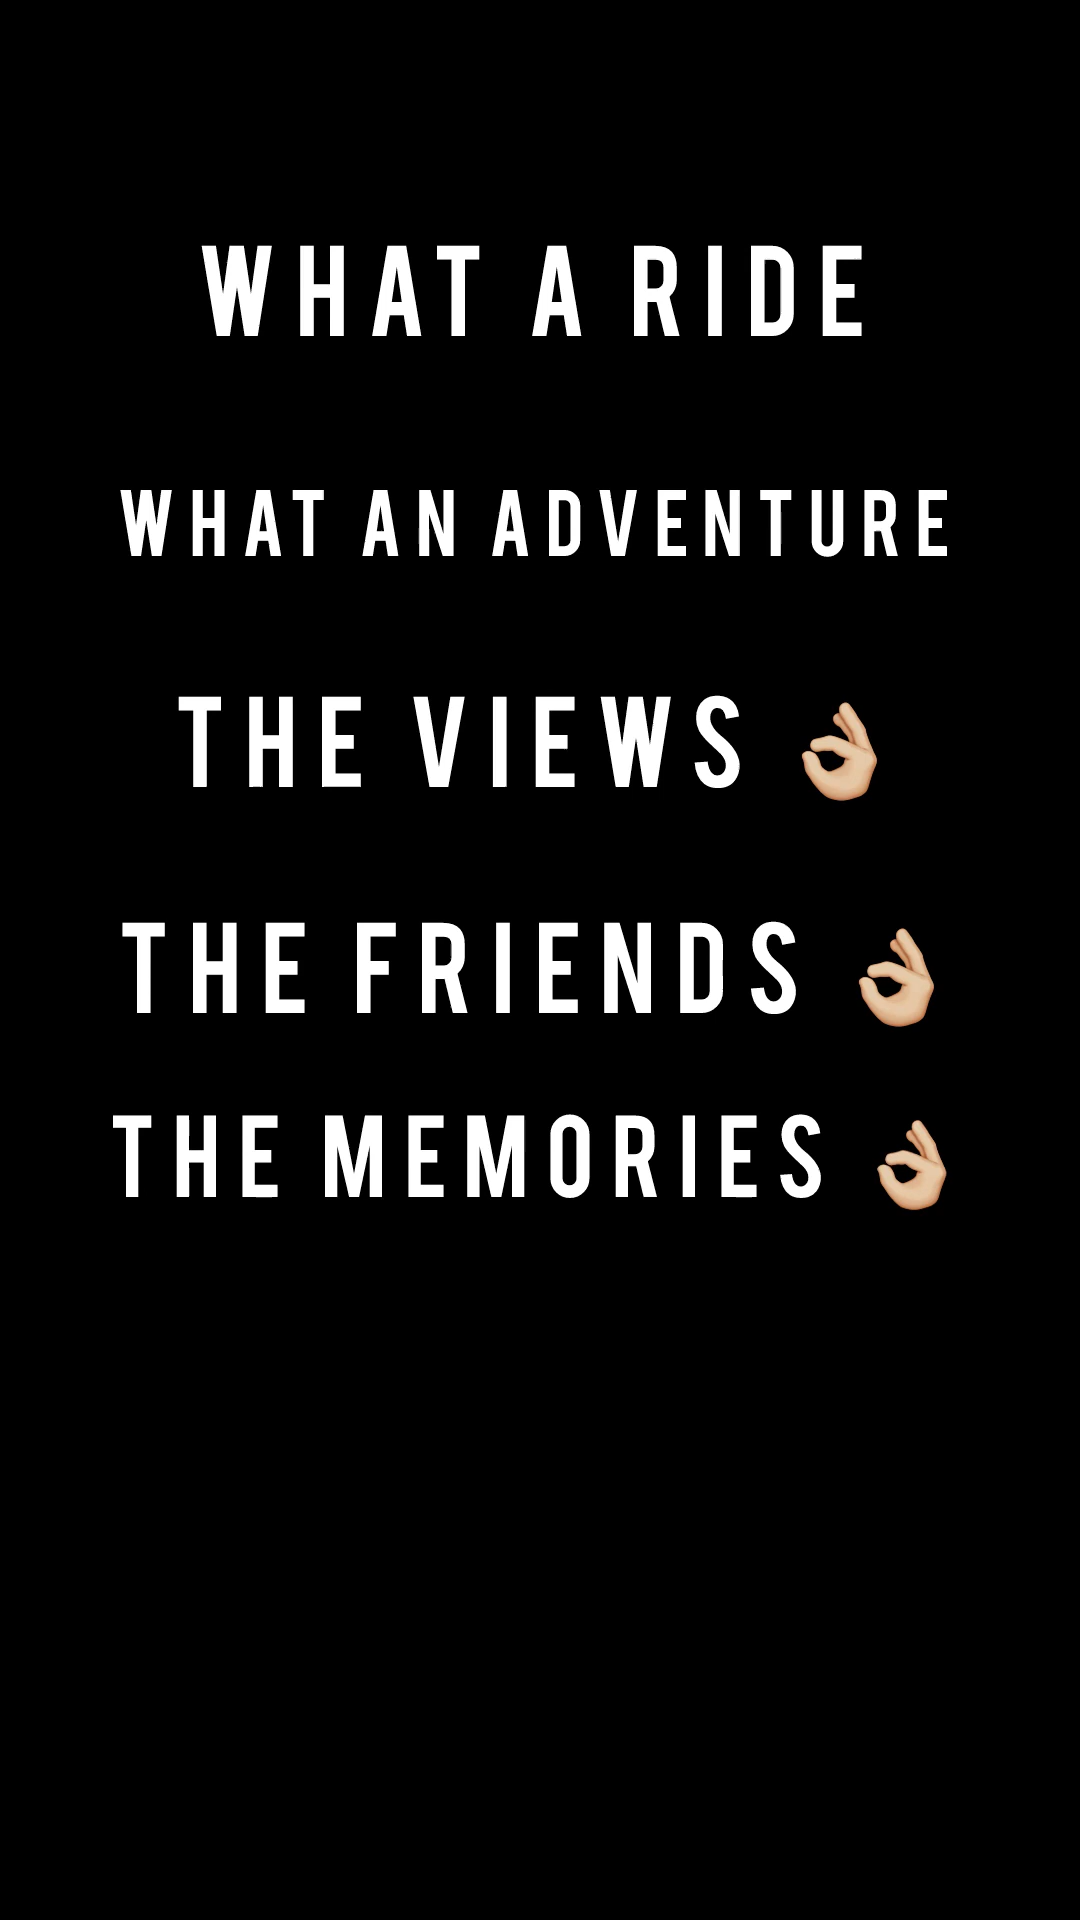 WHAT A RIDE
WHAT AN ADVENTURE
THE VIEWS 👌🏼
THE FRIENDS 👌🏼
THE MEMORIES 👌🏼